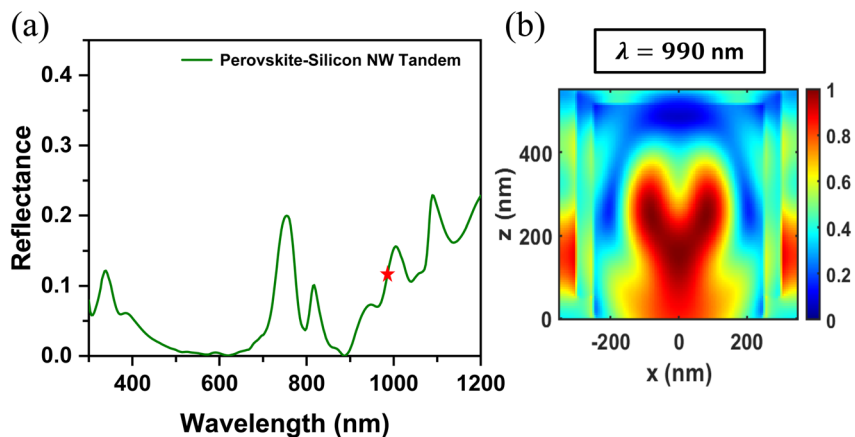 (a)
Reflectance
0.4
0.3
0.2
0.1
0.0
Perovskite-Silicon NW Tandem
400
600
800
1000
1200
Wavelength (nm)
(b)
λ = 990 nm
z (nm)
400
200
0
-200
0
200
x (nm)
1
0.8
0.6
0.4
0.2
0